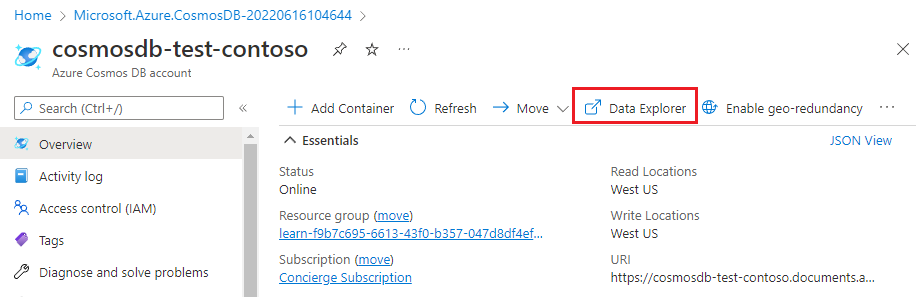 Home > Microsoft.Azure.CosmosDB-20220616104644 >
cosmosdb-test-contoso
Azure Cosmos DB account
Search (Ctrl+/)
Add Container Refresh Move Data Explorer Enable geo-redundancy
Overview
Activity log
Access control (IAM)
Tags
Diagnose and solve problems
Essentials JSON View
Status
Online
Resource group (move)
learn-f9b7c695-6613-43f0-b357-047d8df4ef...
Subscription (move)
Concierge Subscription
Read Locations
West US
Write Locations
West US
URI
https://cosmosdb-test-contoso.documents.a...